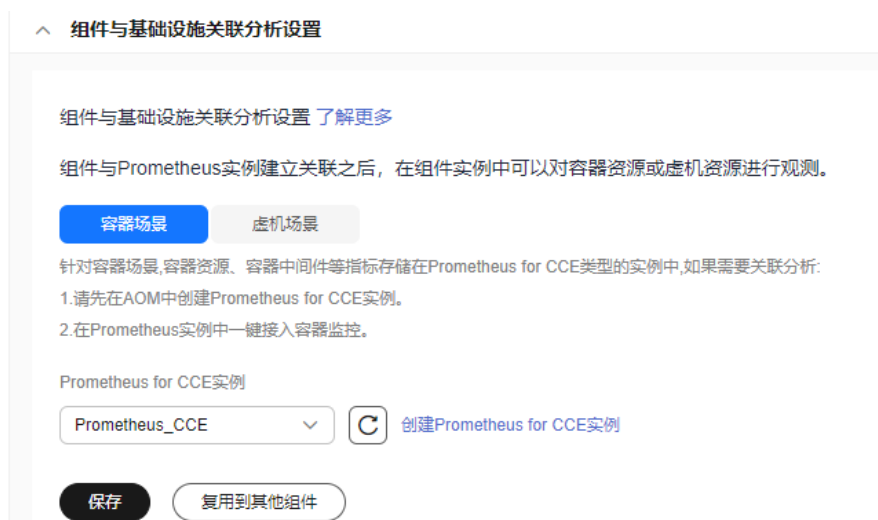 组件与基础设施关联分析设置
组件与基础设施关联分析设置 了解更多
组件与Prometheus实例建立关联之后，在组件实例中可以对容器资源或虚机资源进行观测。
容器场景 虚机场景
针对容器场景,容器资源、容器中间件等指标存储在Prometheus for CCE类型的实例中,如果需要关联分析:
1.请先在AOM中创建Prometheus for CCE实例。
2.在Prometheus实例中一键接入容器监控。
Prometheus for CCE实例
Prometheus_CCE 创建Prometheus for CCE实例
保存 复用到其他组件